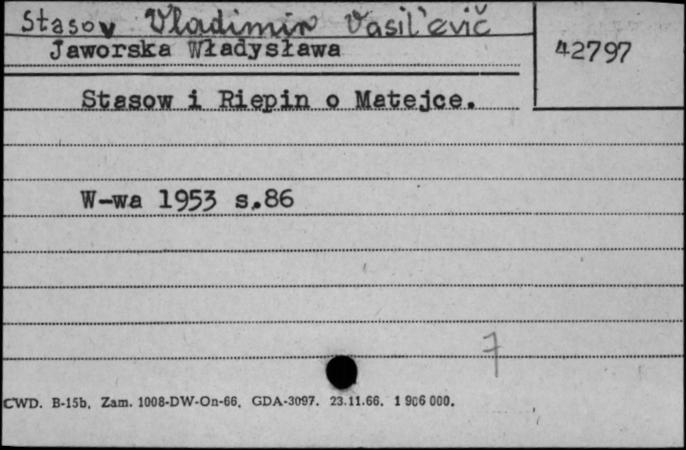 Stasov Vladimir Vasil'evič
Jaworska Władysława
42797
Stasow i Riepin o Matejce.
W-wa 1953 s.86
7
CWD. B-15b. Zam. 1008-DW-On-66. GDA-3097. 23.11.66. 1 906 000.